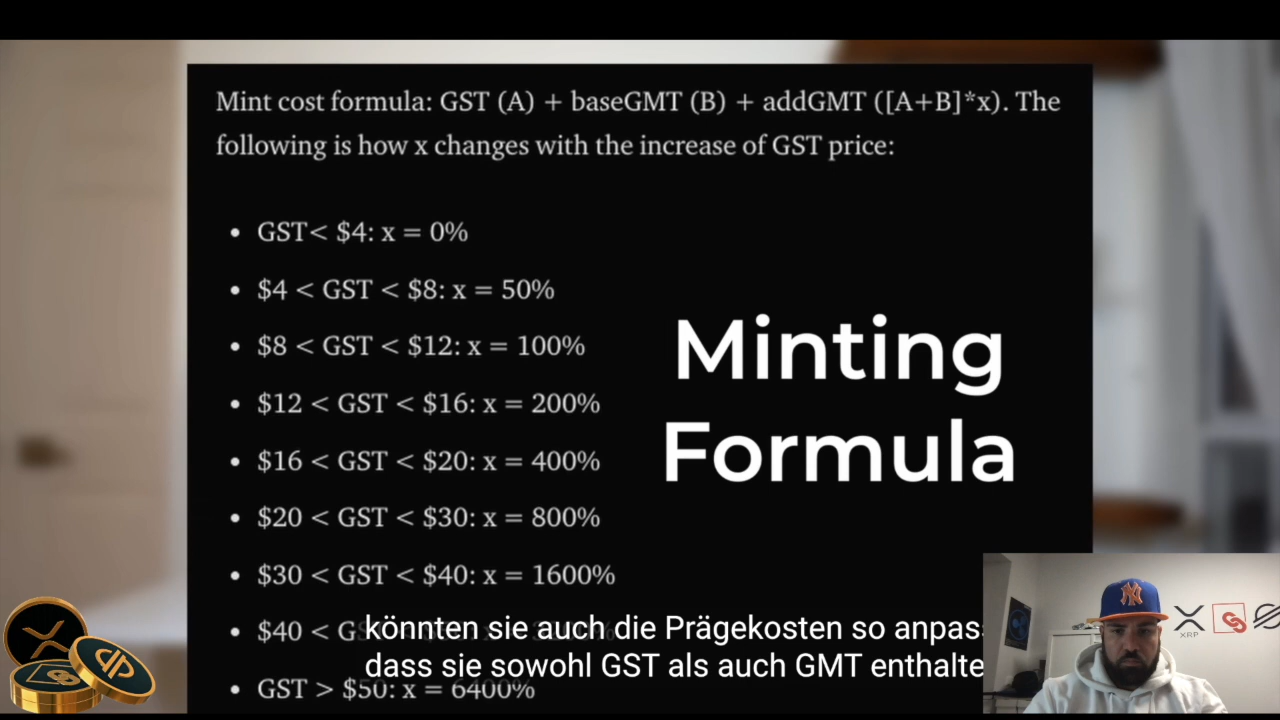 Mint cost formula: GST (A) + baseGMT (B) + addGMT ([A+B]*x). The
following is how x changes with the increase of GST price:
• GST< $4: x = 0%
• $4 < GST < $8: x = 50%
• $8 < GST < $12: x = 100%
• $12 < GST < $16: x = 200%
• $16 < GST < $20: x = 400%
• $20 < GST < $30: x = 800%
• $30 < GST < $40: x = 1600%
• $40 < G
• GST > $50: x = 6400%
Minting
Formula
könnten sie auch die Prägekosten so anpas
dass sie sowohl GST als auch GMT enthalte
XRP